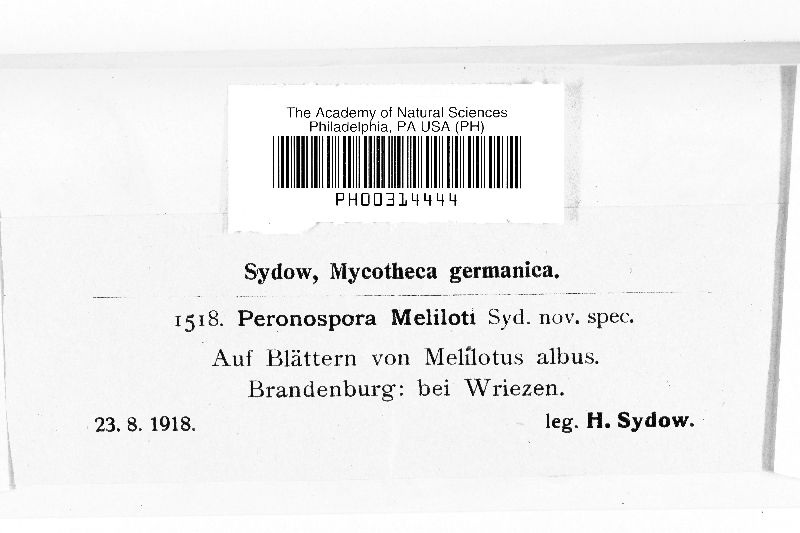 The Academy of Natural Sciences
Philadelphia, PA USA (PH)
PH00314444
Sydow, Mycotheca germanica.
1518. Peronospora Meliloti Syd. nov. spec.
Auf Blättern von Melilotus albus.
Brandenburg: bei Wriezen.
23. 8. 1918. leg. H. Sydow.